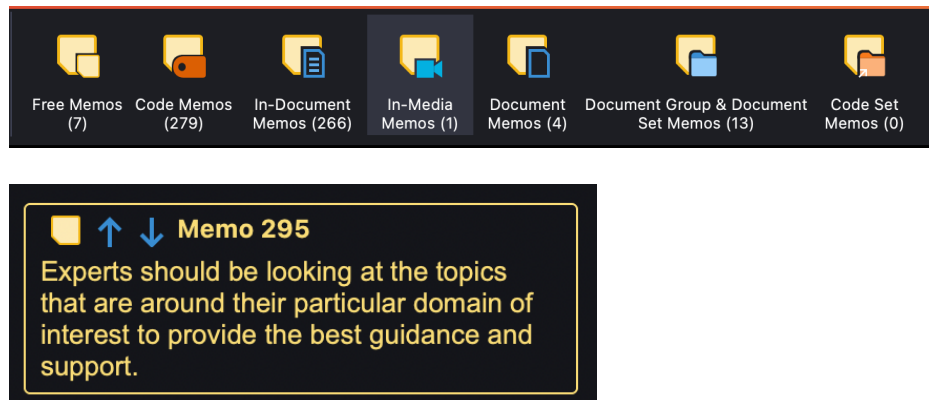 Free Memos (7)
Code Memos (279)
In-Document Memos (266)
In-Media Memos (1)
Document Memos (4)
Document Group & Document Set Memos (13)
Code Set Memos (0)
Memo 295
Experts should be looking at the topics
that are around their particular domain of
interest to provide the best guidance and
support.